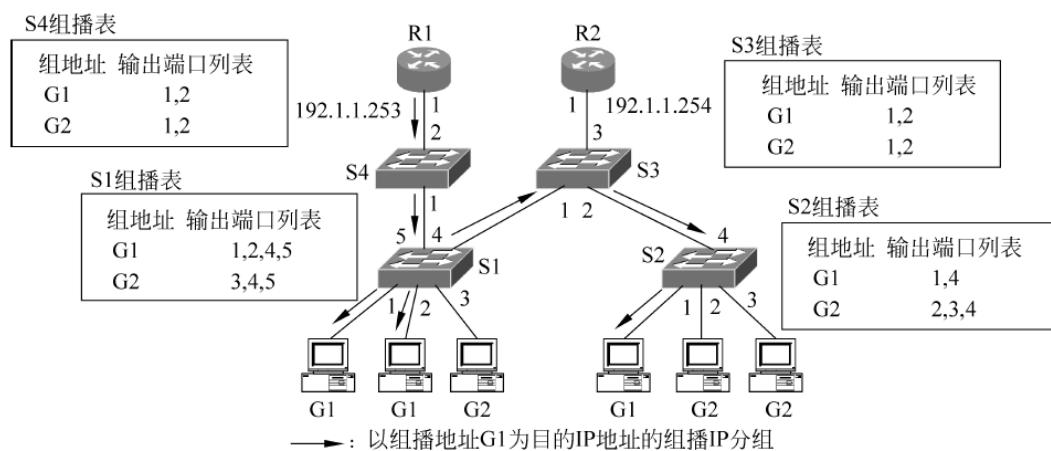 S4组播表
组地址 输出端口列表
G1 1,2
G2 1,2
R1
R2
S3组播表
组地址 输出端口列表
G1 1,2
G2 1,2
192.1.1.253
1
2
1
192.1.1.254
3
S4
S3
1
1 2
S1组播表
组地址 输出端口列表
G1 1,2,4,5
G2 3,4,5
5
4
S1
1
2
3
S2组播表
组地址 输出端口列表
G1 1,4
G2 2,3,4
4
S2
1
2
3
G1
G1
G2
G1
G2
G2
：以组播地址G1为目的IP地址的组播IP分组